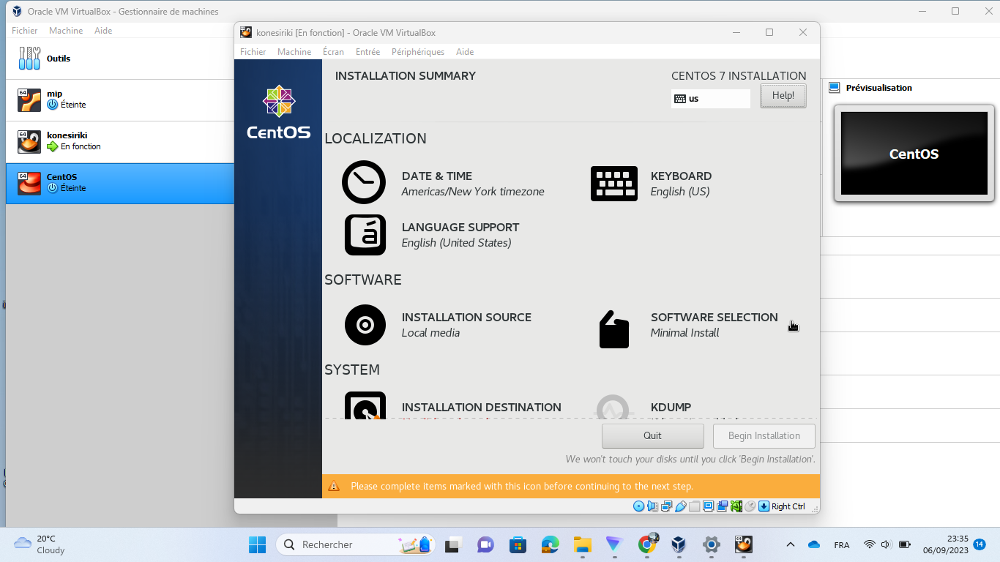 Oracle VM VirtualBox - Gestionnaire de machines
Fichier Machine Aide
Outils
64
mip
Éteinte
64
konesiriki
En fonction
64
CentOS
Éteinte
64
konesiriki [En fonction] - Oracle VM VirtualBox
Fichier Machine Écran Entrée Périphériques Aide
CentOS
INSTALLATION SUMMARY
CENTOS 7 INSTALLATION
us
Help!
LOCALIZATION
DATE & TIME
Americas/New York timezone
KEYBOARD
English (US)
á
LANGUAGE SUPPORT
English (United States)
SOFTWARE
INSTALLATION SOURCE
Local media
SOFTWARE SELECTION
Minimal Install
SYSTEM
INSTALLATION DESTINATION
KDUMP
Quit
Begin Installation
We won't touch your disks until you click 'Begin Installation'.
Please complete items marked with this icon before continuing to the next step.
Right Ctrl
Prévisualisation
CentOS
20°C
Cloudy
Rechercher
64
FRA
23:35
06/09/2023
14